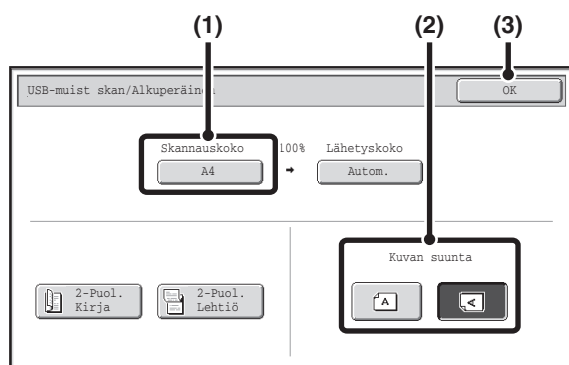 (1) (2) (3)
USB-muist skan/Alkuperäinen OK
Skannauskoko 100% Lähetyskoko
A4 Autom.
Kuvan suunta
2-Puol. 2-Puol.
Kirja Lehtiö
A A